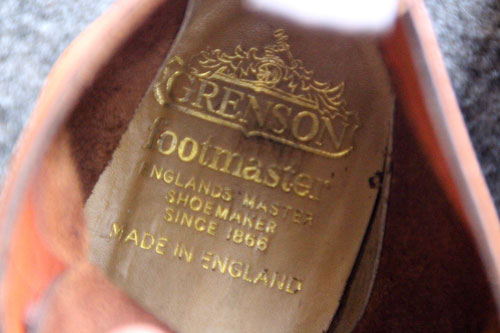 GRENSON
footmaster
ENGLANDS MASTER
SHOEMAKER
SINCE 1866
MADE IN ENGLAND